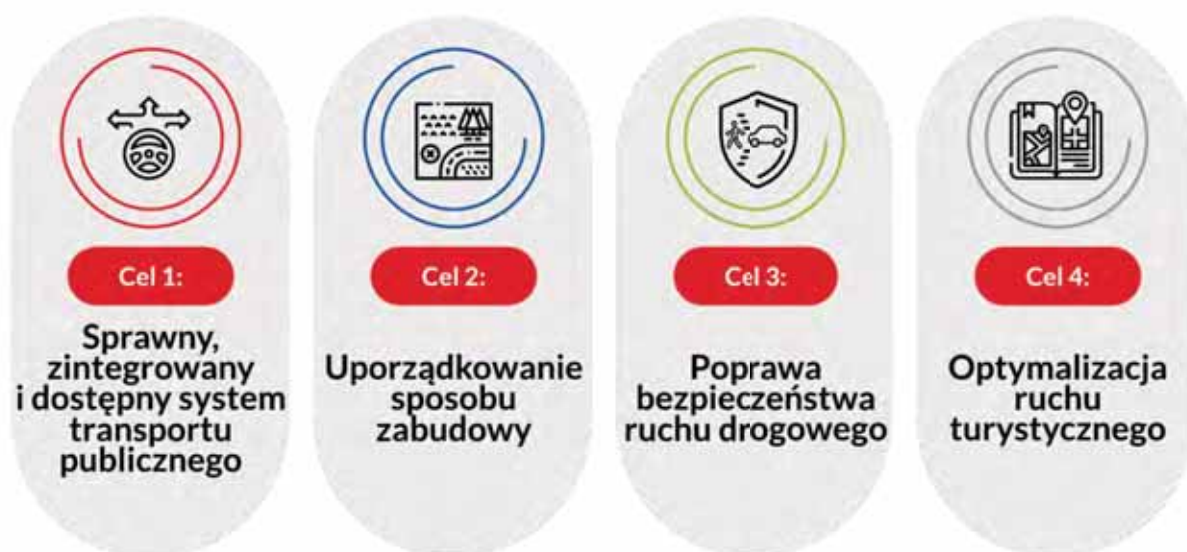 Cel 1:
Sprawny,
zintegrowany
i dostępny system
transportu
publicznego
Cel 2:
Uporządkowanie
sposobu
zabudowy
Cel 3:
Poprawa
bezpieczeństwa
ruchu drogowego
Cel 4:
Optymalizacja
ruchu
turystycznego